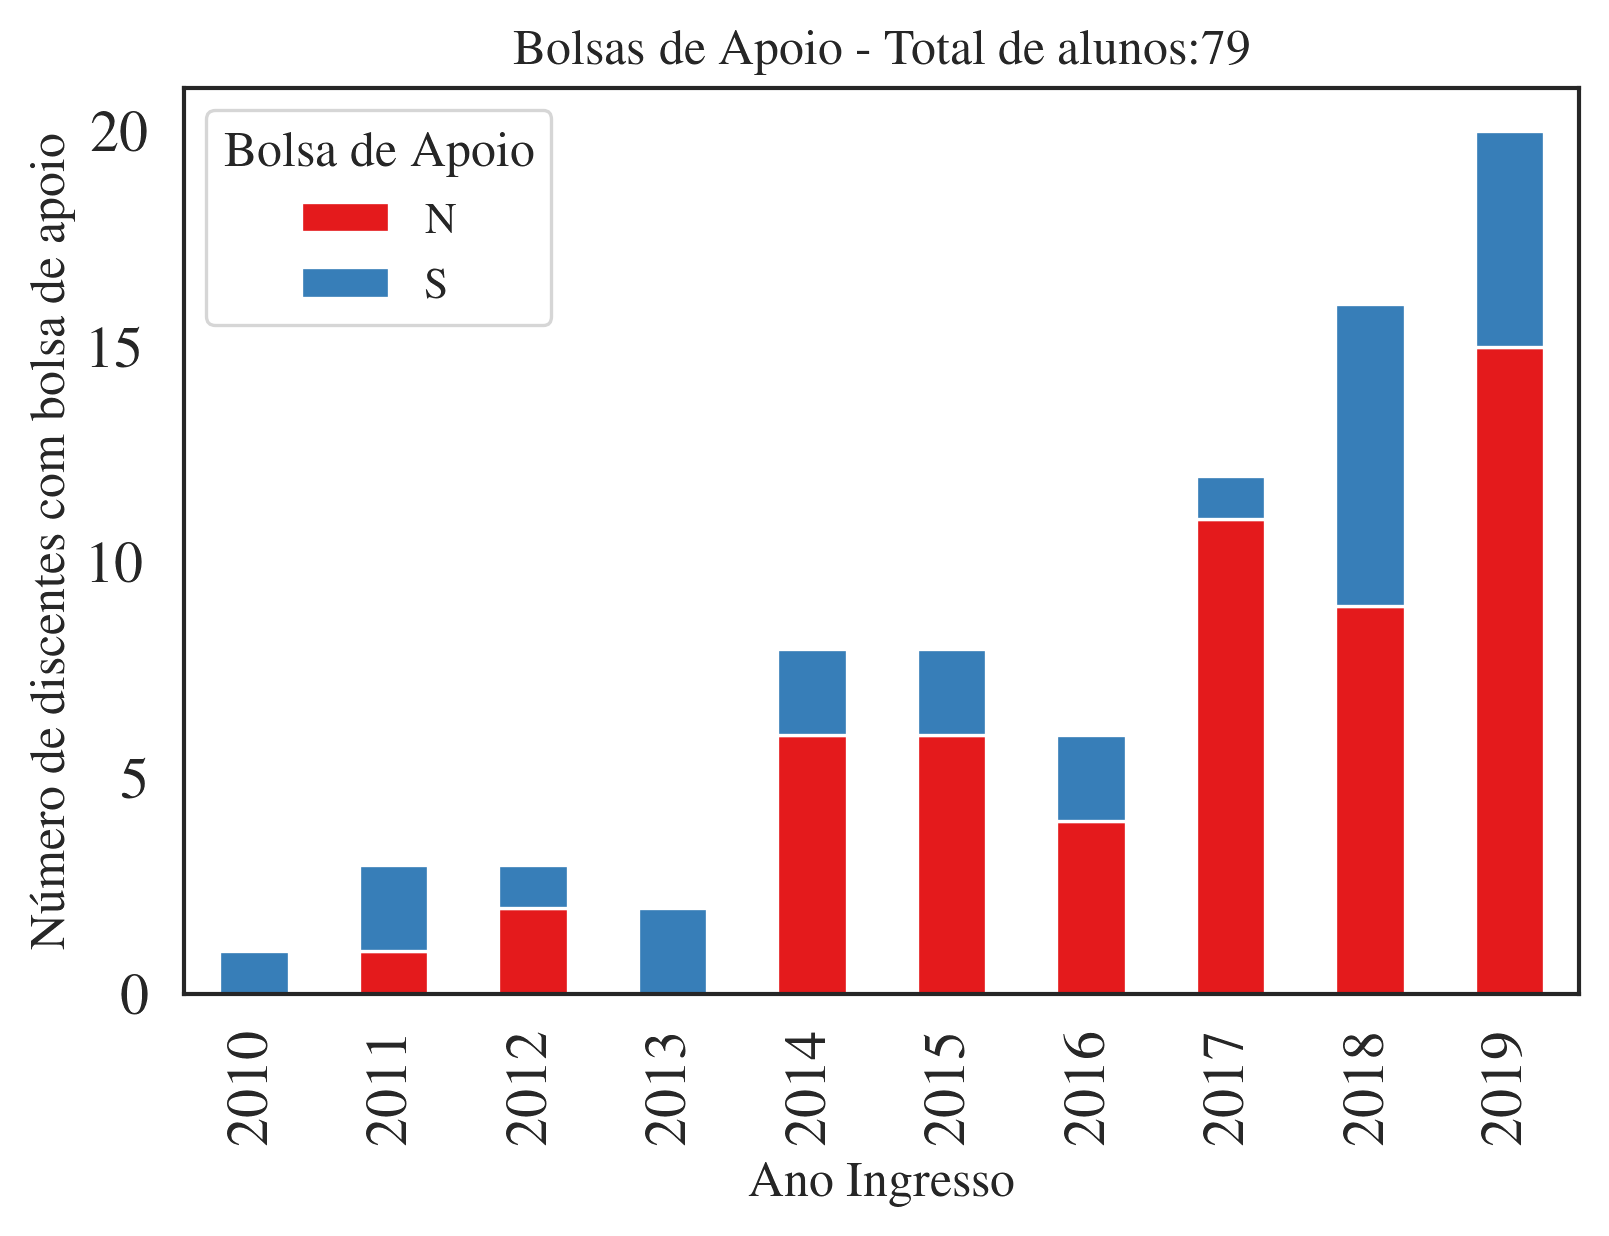 Bolsas de Apoio - Total de alunos:79
Número de discentes com bolsa de apoio
20
15
10
5
0
Bolsa de Apoio
N
S
2010
2011
2012
2013
2014
2015
2016
2017
2018
2019
Ano Ingresso